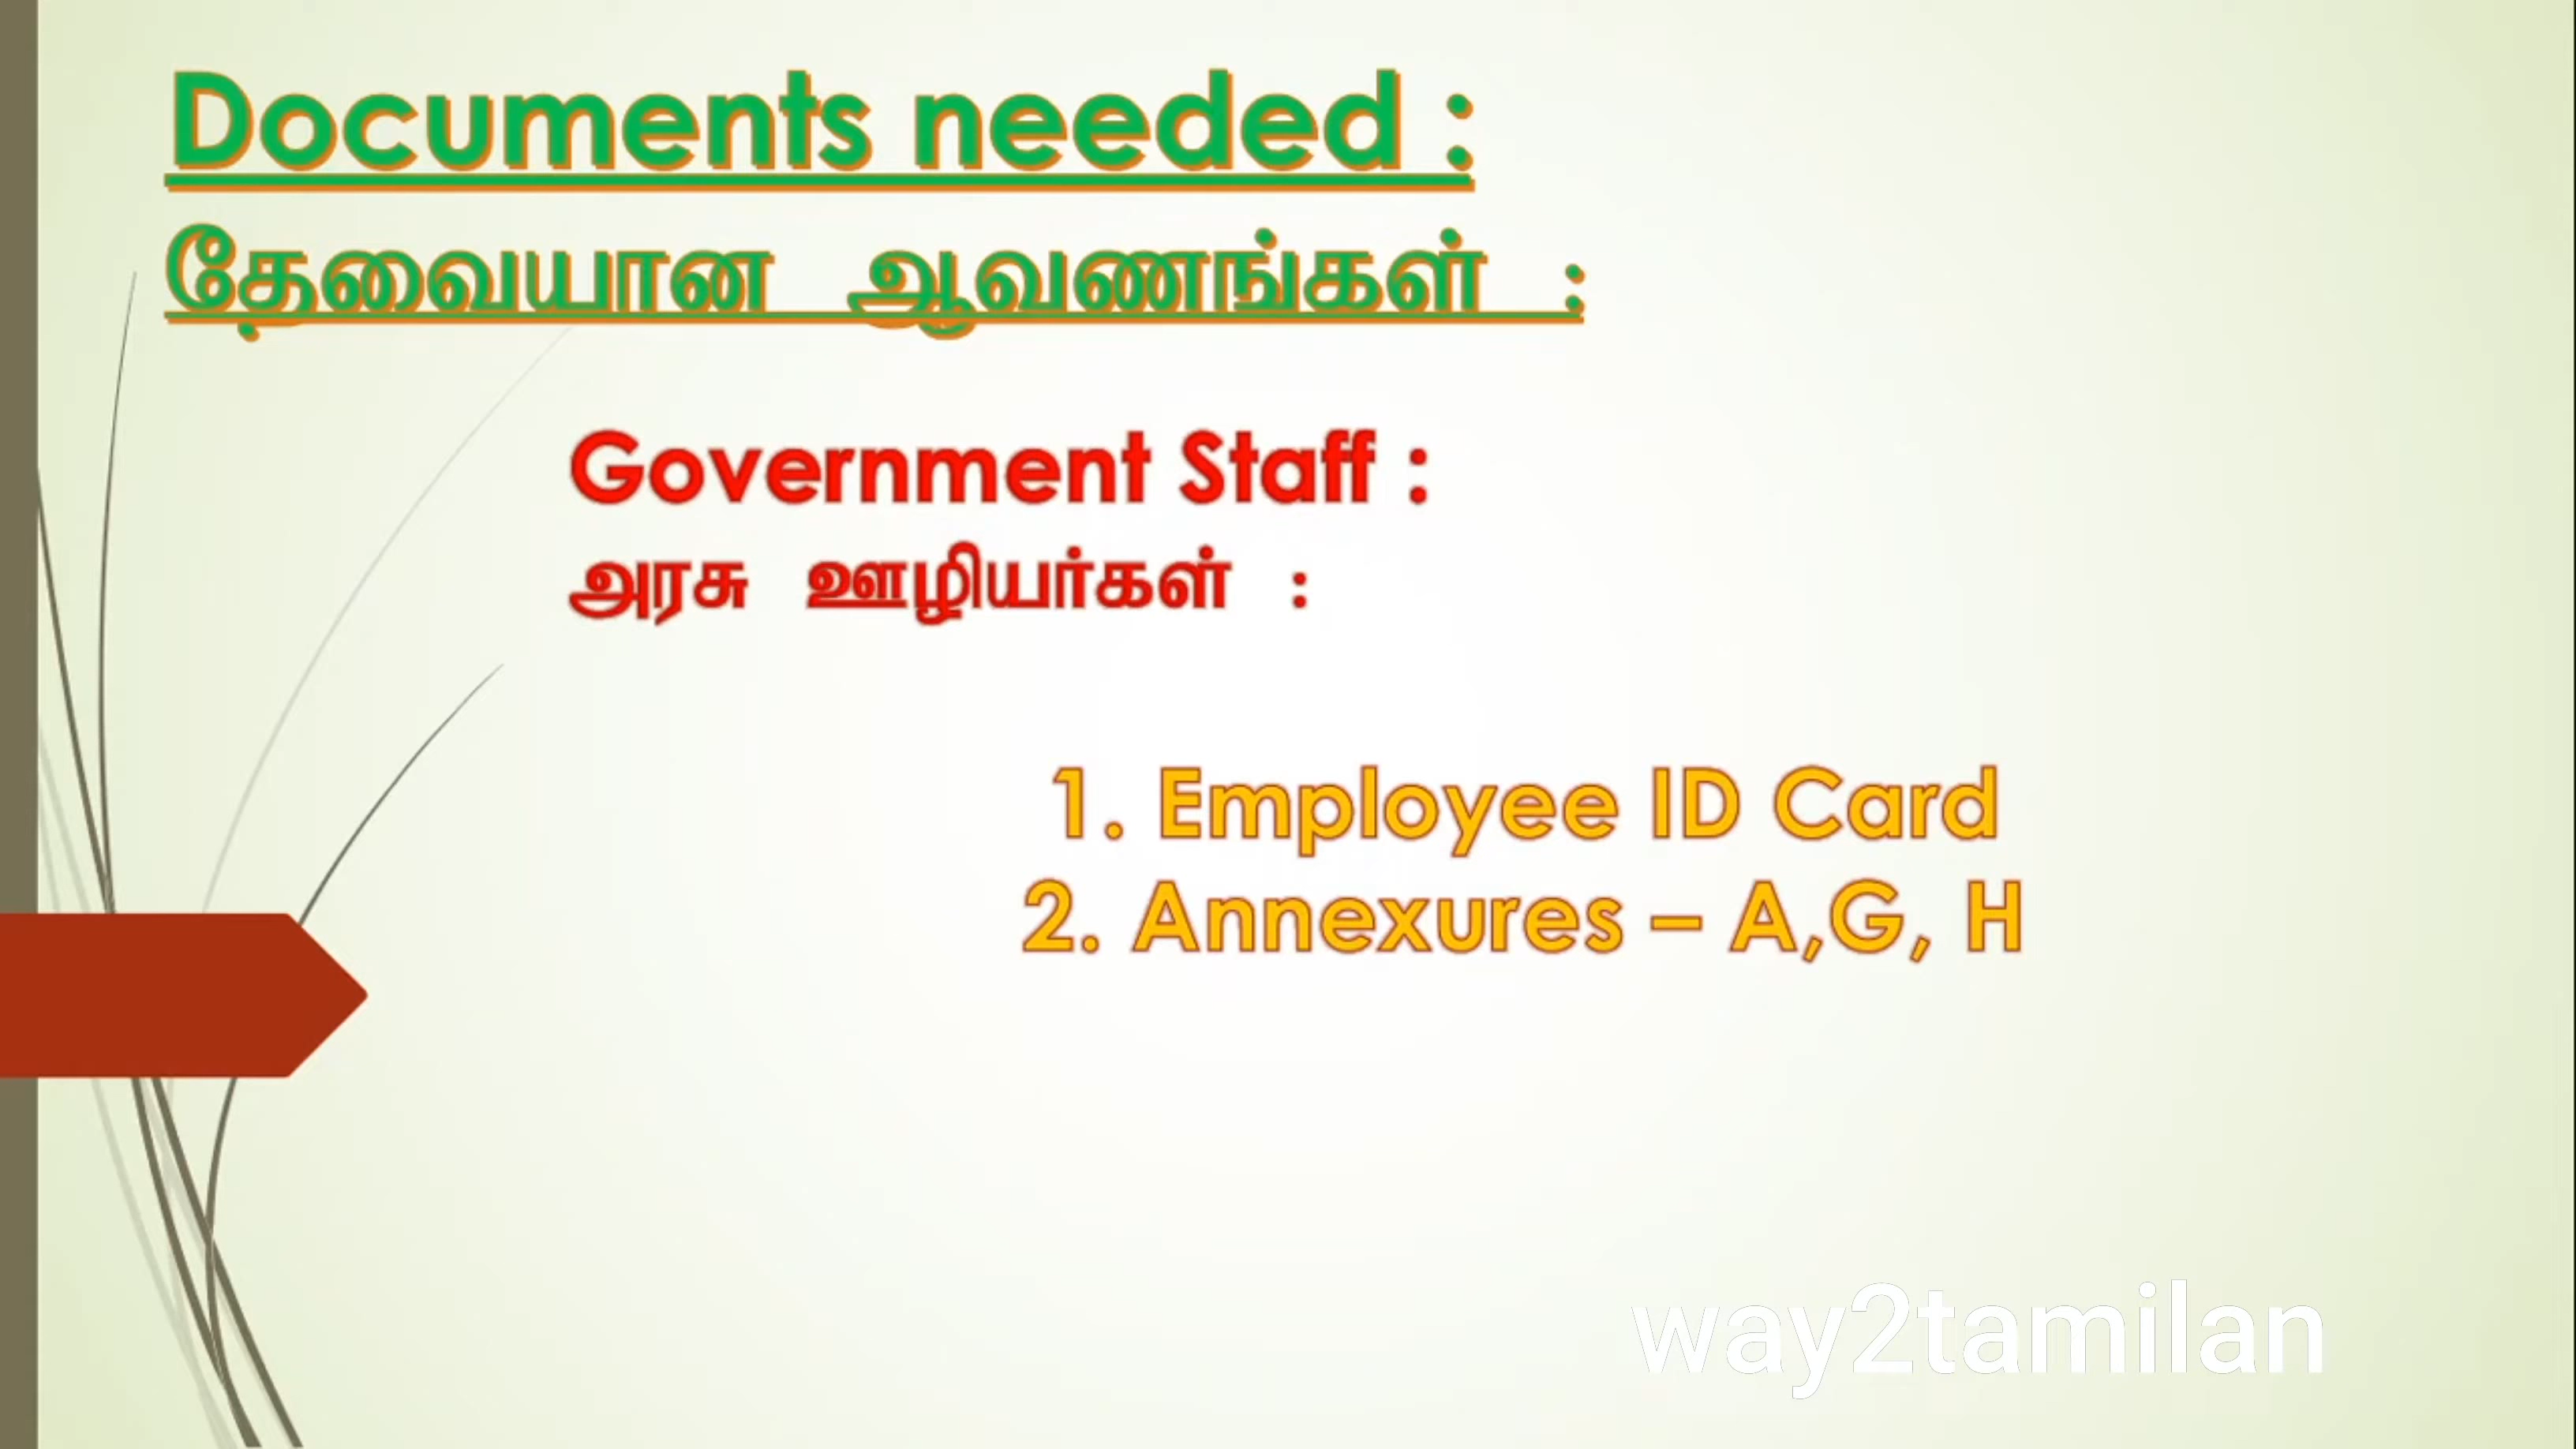 Documents needed :
தேவையான ஆவணங்கள் :
Government Staff :
அரசு ஊழியர்கள் :
1. Employee ID Card
2. Annexures – A,G, H
way2tamilan